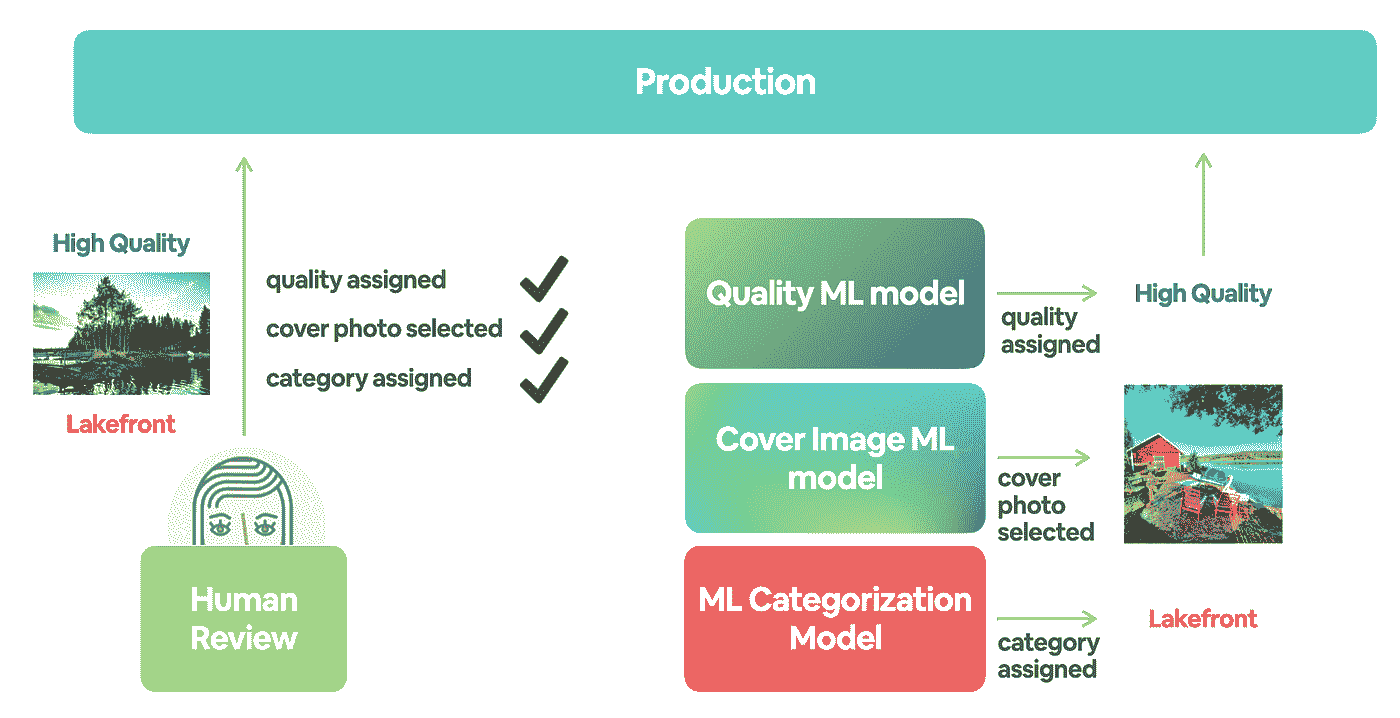 Production
High Quality
Lakefront
quality assigned
cover photo selected
category assigned
Human
Review
Quality ML model
quality
assigned
High Quality
Cover Image ML
model
cover
photo
selected
ML Categorization
Model
category
assigned
Lakefront